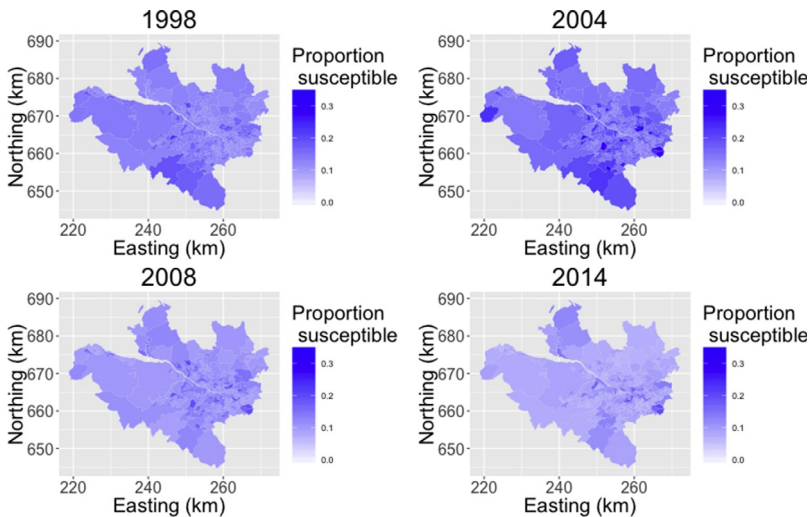 1998
690
680
670
660
650
Northing (km)
220 240 260
Easting (km)
Proportion
susceptible
0.3
0.2
0.1
0.0
2004
690
680
670
660
650
Northing (km)
220 240 260
Easting (km)
Proportion
susceptible
0.3
0.2
0.1
0.0
2008
690
680
670
660
650
Northing (km)
220 240 260
Easting (km)
Proportion
susceptible
0.3
0.2
0.1
0.0
2014
690
680
670
660
650
Northing (km)
220 240 260
Easting (km)
Proportion
susceptible
0.3
0.2
0.1
0.0